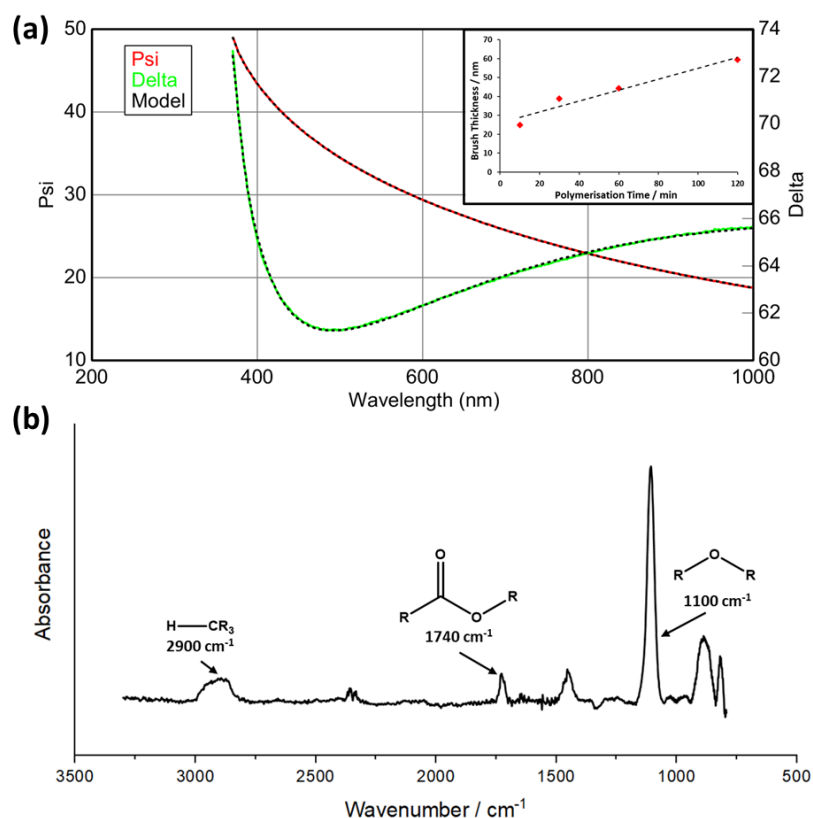 (a)
50
40
30
20
10
Psi
Psi
Delta
Model
74
72
70
68
66
64
62
60
Delta
200
400
600
800
1000
Wavelength (nm)
Brush Thickness / nm
70
60
50
40
30
20
10
0
0
20
40
60
80
100
120
Polymerisation Time / min
(b)
Absorbance
H—CR3
2900 cm-1
O
R
O
R
1740 cm-1
O
R
R
1100 cm-1
3500
3000
2500
2000
1500
1000
500
Wavenumber / cm-1